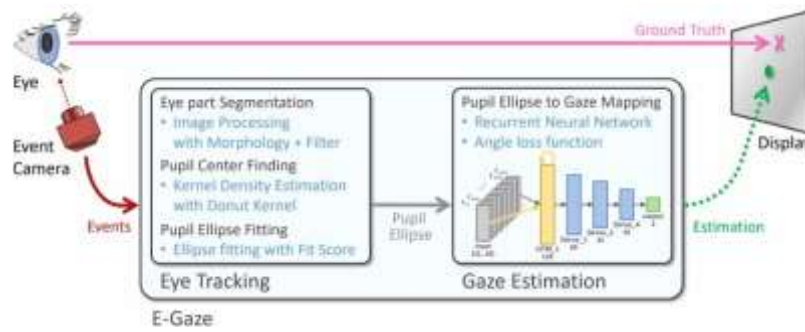 Ground Truth
Eye
Event
Camera
Events
Eye part Segmentation
• Image Processing
with Morphology + Filter
Pupil Center Finding
• Kernel Density Estimation
with Donut Kernel
Pupil Ellipse Fitting
• Ellipse fitting with Fit Score
Eye Tracking
Pupil
Ellipse
Pupil Ellipse to Gaze Mapping
• Recurrent Neural Network
• Angle loss function
Gaze Estimation
Display
Estimation
E-Gaze